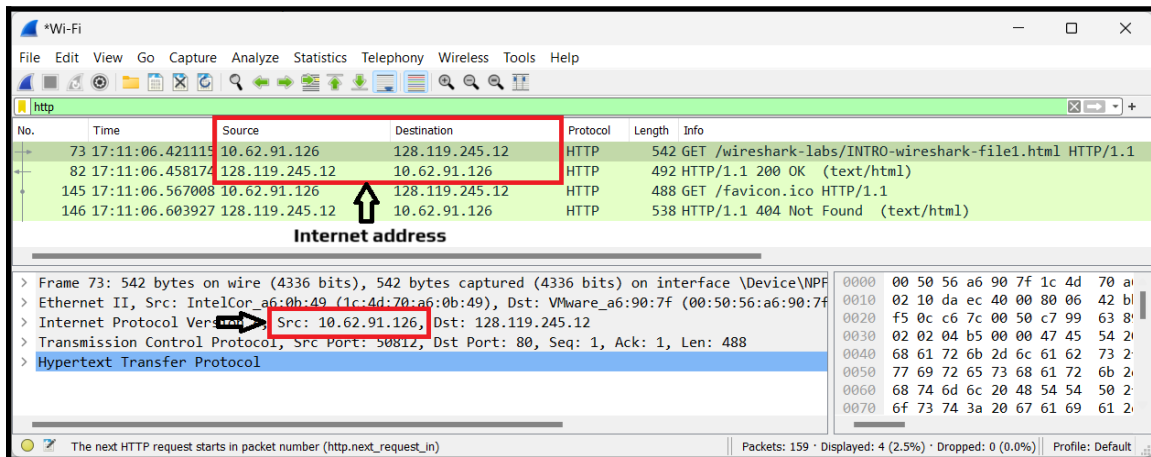 *Wi-Fi
File Edit View Go Capture Analyze Statistics Telephony Wireless Tools Help
http
No. Time Source Destination Protocol Length Info
73 17:11:06.421115 10.62.91.126 128.119.245.12 HTTP 542 GET /wireshark-labs/INTRO-wireshark-file1.html HTTP/1.1
82 17:11:06.458174 128.119.245.12 10.62.91.126 HTTP 492 HTTP/1.1 200 OK (text/html)
145 17:11:06.567008 10.62.91.126 128.119.245.12 HTTP 488 GET /favicon.ico HTTP/1.1
146 17:11:06.603927 128.119.245.12 10.62.91.126 HTTP 538 HTTP/1.1 404 Not Found (text/html)
Internet address
Frame 73: 542 bytes on wire (4336 bits), 542 bytes captured (4336 bits) on interface \Device\NPF
Ethernet II, Src: IntelCor_a6:0b:49 (1c:4d:70:a6:0b:49), Dst: VMware_a6:90:7f (00:50:56:a6:90:7f
Internet Protocol Src: 10.62.91.126, Dst: 128.119.245.12
Transmission Control Protocol, Src Port: 50812, Dst Port: 80, Seq: 1, Ack: 1, Len: 488
Hypertext Transfer Protocol
0000 00 50 56 a6 90 7f 1c 4d 70
0010 02 10 da ec 40 00 80 06 42
0020 f5 0c c6 7c 00 50 c7 99 63
0030 02 02 04 b5 00 00 47 45 54
0040 68 61 72 6b 2d 6c 61 62 73
0050 77 69 72 65 73 68 61 72 6b
0060 68 74 6d 6c 20 48 54 54 50
0070 6f 73 74 3a 20 67 61 69 61
The next HTTP request starts in packet number (http.next_request_in)
Packets: 159 · Displayed: 4 (2.5%) · Dropped: 0 (0.0%)
Profile: Default